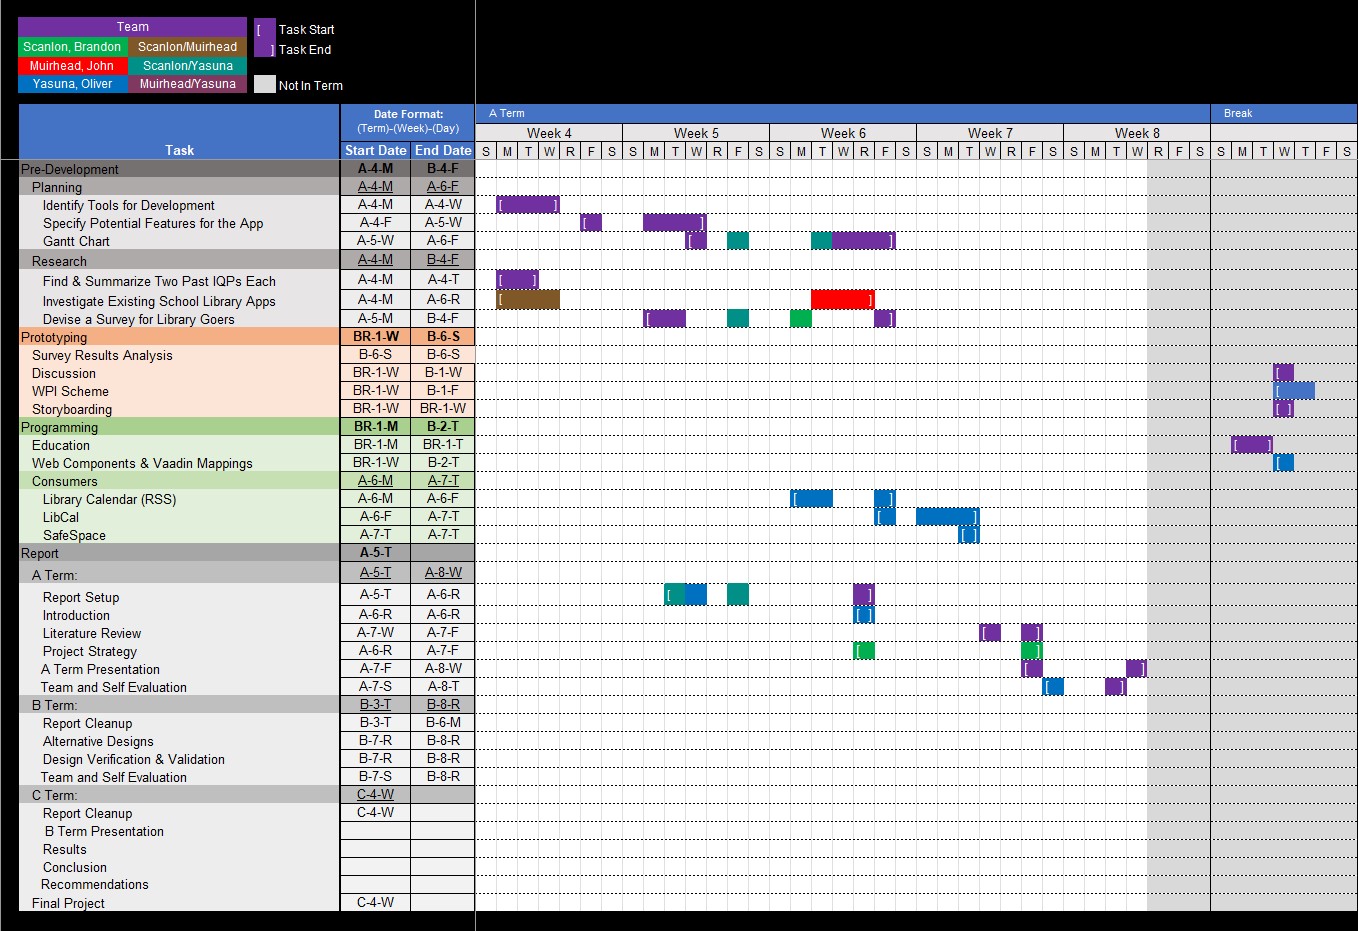 Team
Scanlon, Brandon Scanlon/Muirhead
Muirhead, John Scanlon/Yasuna
Yasuna, Oliver Muirhead/Yasuna
[ Task Start
] Task End
Not In Term
Task
Date Format:
(Term)-(Week)-(Day)
Start Date End Date
A Term Break
Week 4 Week 5 Week 6 Week 7 Week 8
S M T W R F S S M T W R F S S M T W R F S S M T W R F S S M T W R F S S M T W T F S
Pre-Development A-4-M B-4-F
Planning A-4-M A-6-F
Identify Tools for Development A-4-M A-4-W [ ]
Specify Potential Features for the App A-4-F A-5-W [ ]
Gantt Chart A-5-W A-6-F [ ]
Research A-4-M B-4-F
Find & Summarize Two Past IQPs Each A-4-M A-4-T [ ]
Investigate Existing School Library Apps A-4-M A-6-R [ ]
Devise a Survey for Library Goers A-5-M B-4-F [ ]
Prototyping BR-1-W B-6-S
Survey Results Analysis B-6-S B-6-S
Discussion BR-1-W B-1-W [
WPI Scheme BR-1-W B-1-F [
Storyboarding BR-1-W BR-1-W [ ]
Programming BR-1-M B-2-T
Education BR-1-M BR-1-T [ ]
Web Components & Vaadin Mappings BR-1-W B-2-T [
Consumers A-6-M A-7-T
Library Calendar (RSS) A-6-M A-6-F [ ]
LibCal A-6-F A-7-T [ ]
SafeSpace A-7-T A-7-T [ ]
Report A-5-T
A Term: A-5-T A-8-W
Report Setup A-5-T A-6-R [ ]
Introduction A-6-R A-6-R [ ]
Literature Review A-7-W A-7-F [ ]
Project Strategy A-6-R A-7-F [ ]
A Term Presentation A-7-F A-8-W [ ]
Team and Self Evaluation A-7-S A-8-T [ ]
B Term: B-3-T B-8-R
Report Cleanup B-3-T B-6-M
Alternative Designs B-7-R B-8-R
Design Verification & Validation B-7-R B-8-R
Team and Self Evaluation B-7-S B-8-R
C Term: C-4-W
Report Cleanup C-4-W
B Term Presentation
Results
Conclusion
Recommendations
Final Project C-4-W